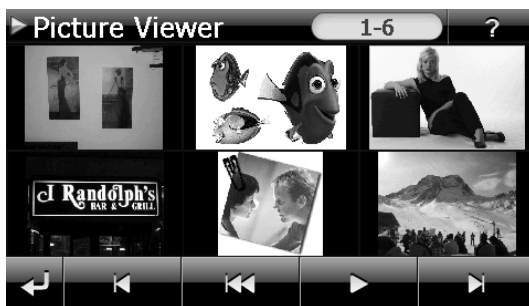 Picture Viewer
1-6
?
J Randolph's
BAR & GRILL